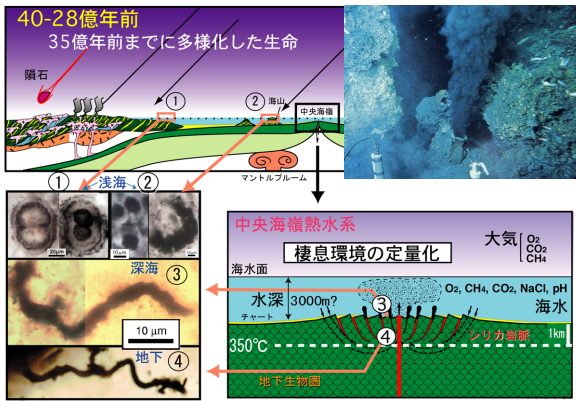 40-28億年前
35億年前までに多様化した生命
隕石
①
②
海山
中央海嶺
マントルプルーム
① 浅海 ②
20μm
10μm
深海
③
10 μm
地下
④
中央海嶺熱水系
棲息環境の定量化
大気
O₂
CO₂
CH₄
海水面
水深 3000m?
③
O₂, CH₄, CO₂, NaCl, pH
海水
チャート
シリカ岩脈
1km
350℃
④
地下生物圏